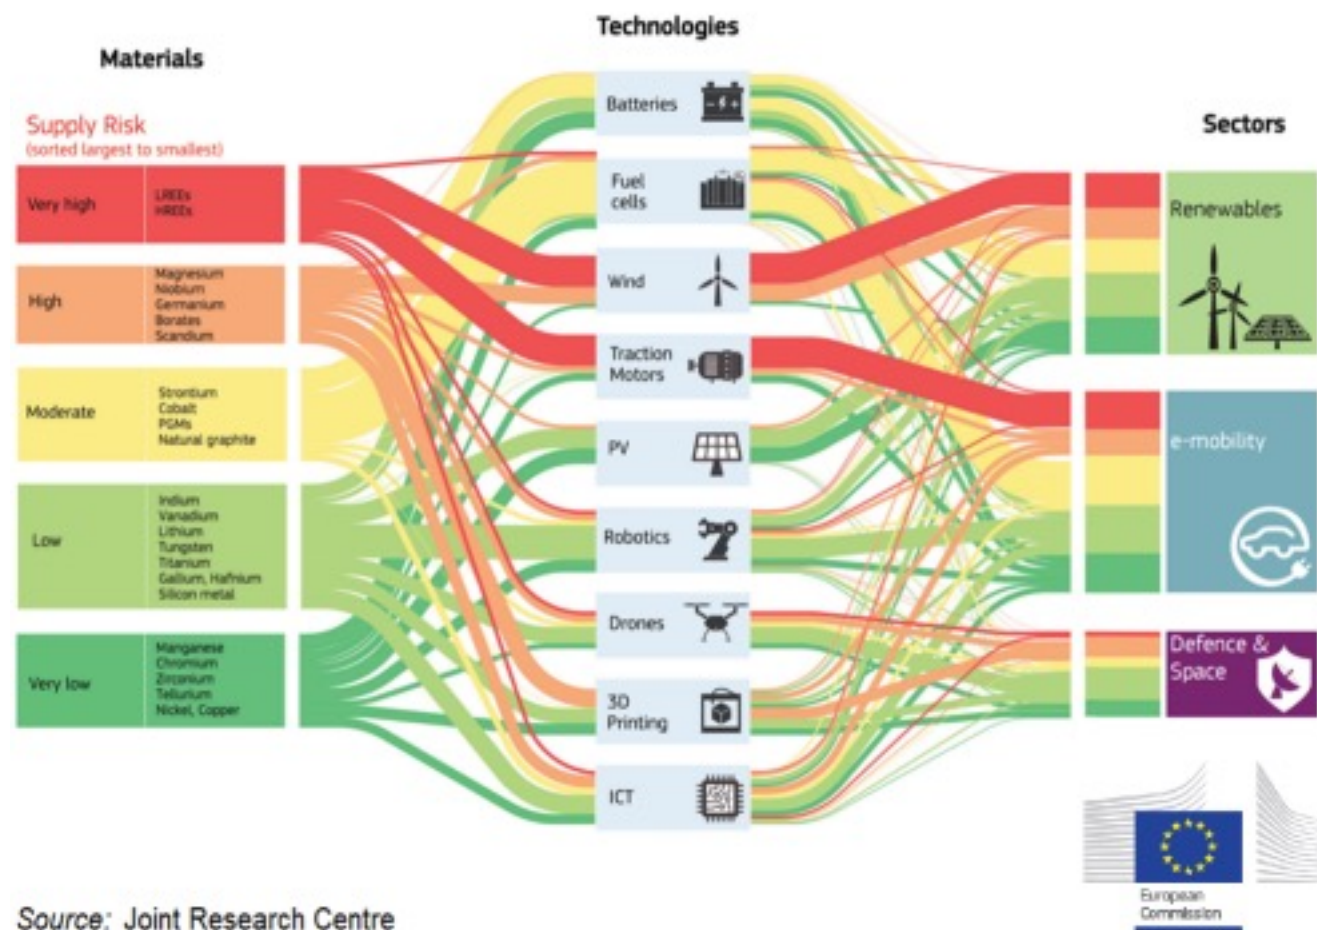 Technologies
Materials
Supply Risk
(sorted largest to smallest)
Very high
LREEs
HREEs
High
Magnesium
Niobium
Germanium
Borates
Scandium
Moderate
Strontium
Cobalt
PGMs
Natural graphite
Low
Indium
Vanadium
Lithium
Tungsten
Titanium
Gallium, Hafnium
Silicon metal
Very low
Manganese
Chromium
Zirconium
Tellurium
Nickel, Copper
Batteries
Fuel
cells
Wind
Traction
Motors
PV
Robotics
Drones
3D
Printing
ICT
Sectors
Renewables
e-mobility
Defence &
Space
European
Commission
Source: Joint Research Centre